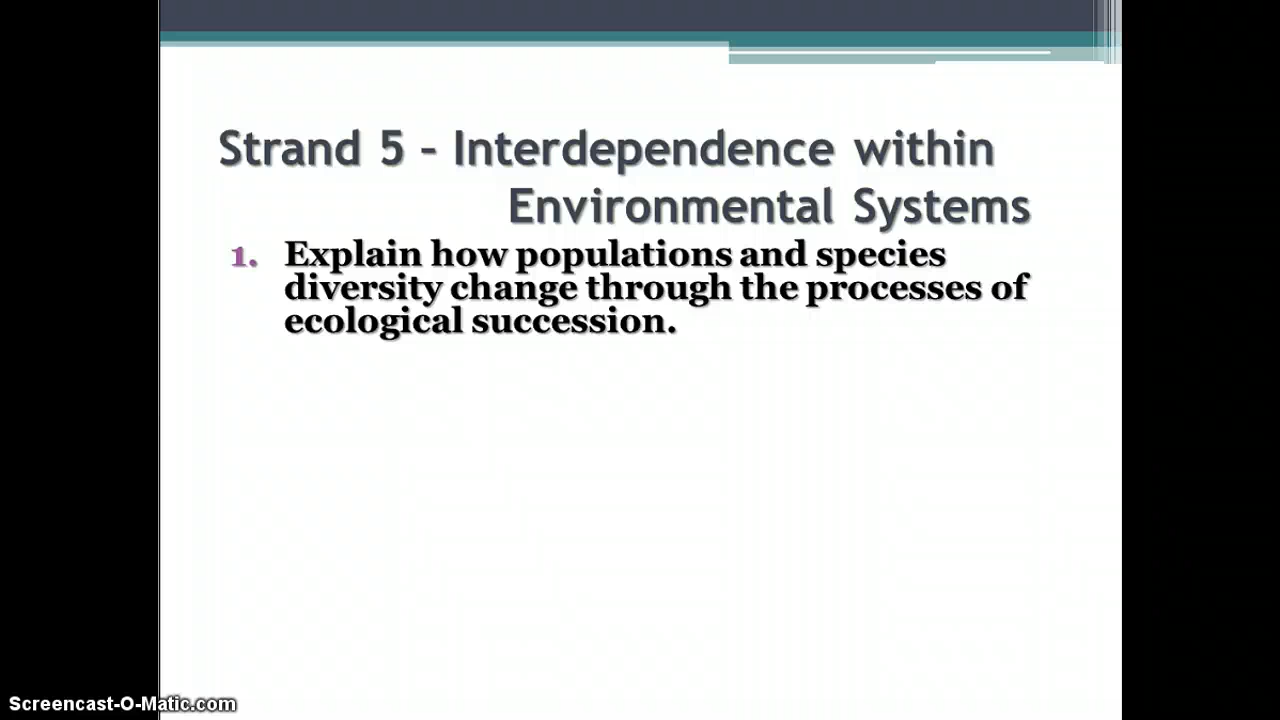 Strand 5 – Interdependence within
Environmental Systems
1. Explain how populations and species
diversity change through the processes of
ecological succession.
Screencast-O-Matic.com